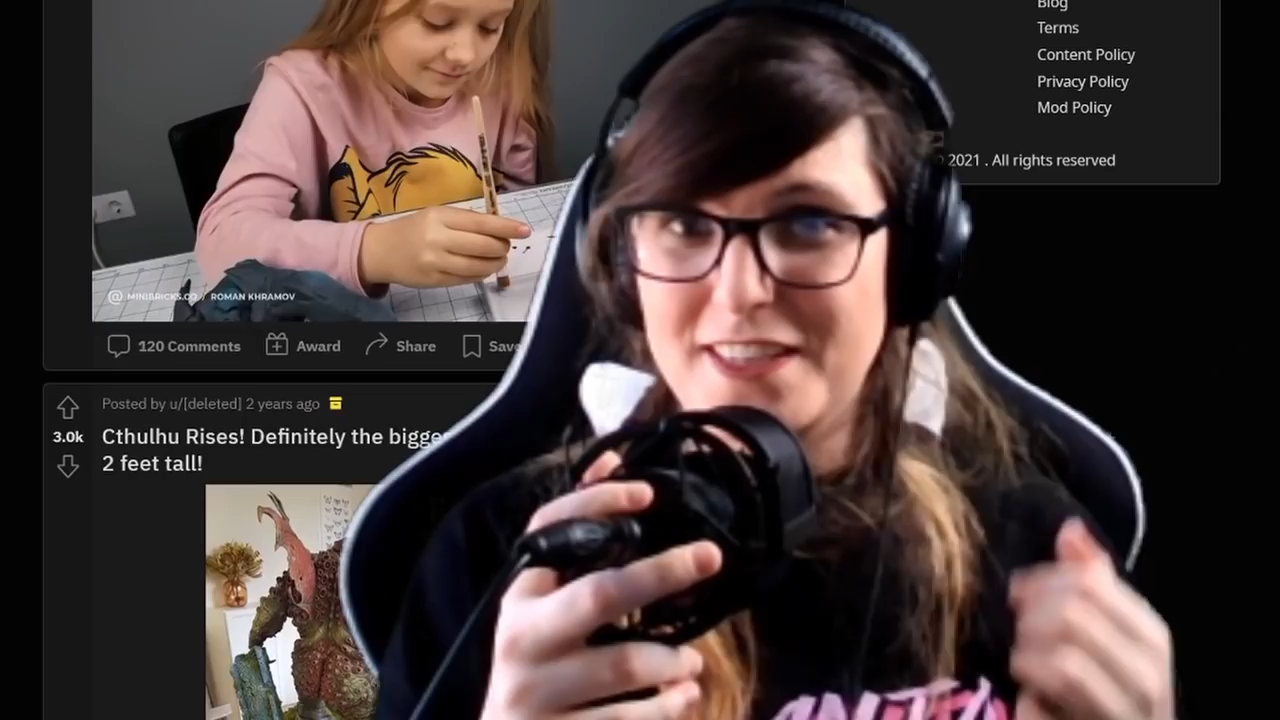 Blog
Terms
Content Policy
Privacy Policy
Mod Policy
2021 . All rights reserved
@ MINIBRICKS.CO / ROMAN KHRAMOV
120 Comments
Award
Share
Save
Posted by u/[deleted] 2 years ago
3.0k
Cthulhu Rises! Definitely the
2 feet tall!